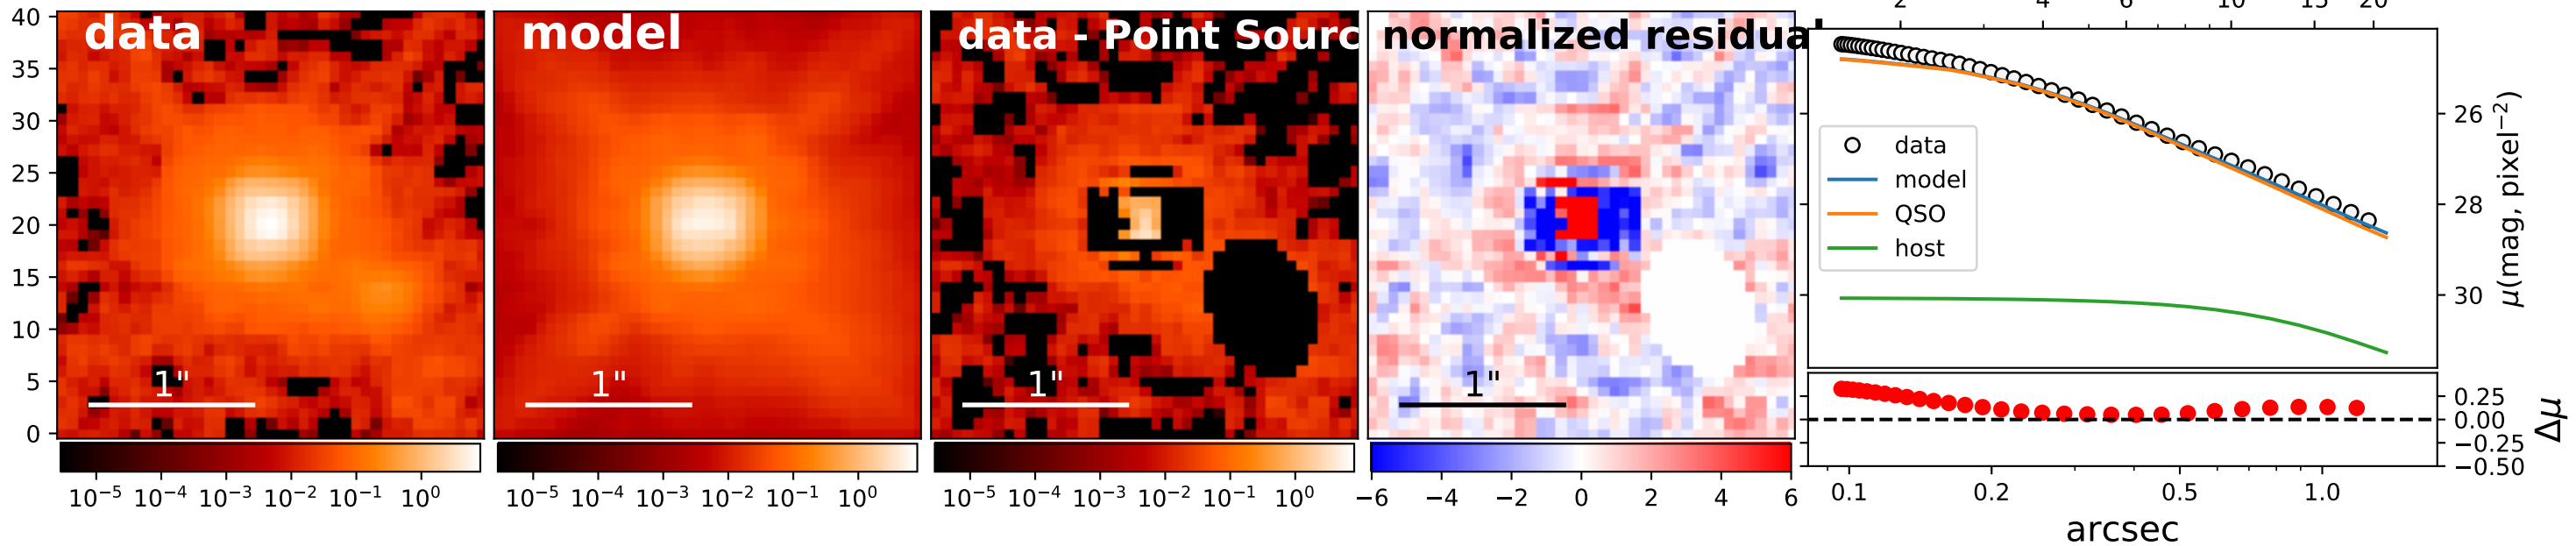 data
model
data - Point Sourc
normalized residual
40
35
30
25
20
15
10
5
0
1"
1"
1"
1"
10⁻⁵ 10⁻⁴ 10⁻³ 10⁻² 10⁻¹ 10⁰
10⁻⁵ 10⁻⁴ 10⁻³ 10⁻² 10⁻¹ 10⁰
10⁻⁵ 10⁻⁴ 10⁻³ 10⁻² 10⁻¹ 10⁰
−6 −4 −2 0 2 4 6
2 4 6 10 15 20
data
model
QSO
host
26
28
30
μ(mag, pixel⁻²)
0.25
0.00
−0.25
−0.50
Δμ
0.1 0.2 0.5 1.0
arcsec